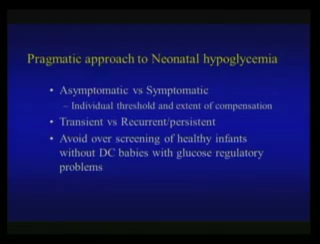 Pragmatic approach to Neonatal hypoglycemia
• Asymptomatic vs Symptomatic
– Individual threshold and extent of compensation
• Transient vs Recurrent/persistent
• Avoid over screening of healthy infants
without DC babies with glucose regulatory
problems